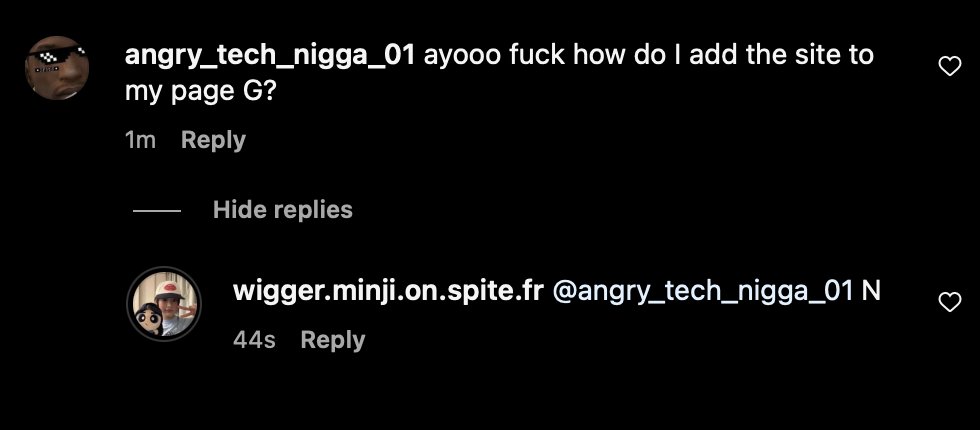 angry_tech_nigga_01 ayooo fuck how do I add the site to
my page G?
1m Reply
Hide replies
wigger.minji.on.spite.fr @angry_tech_nigga_01 N
44s Reply